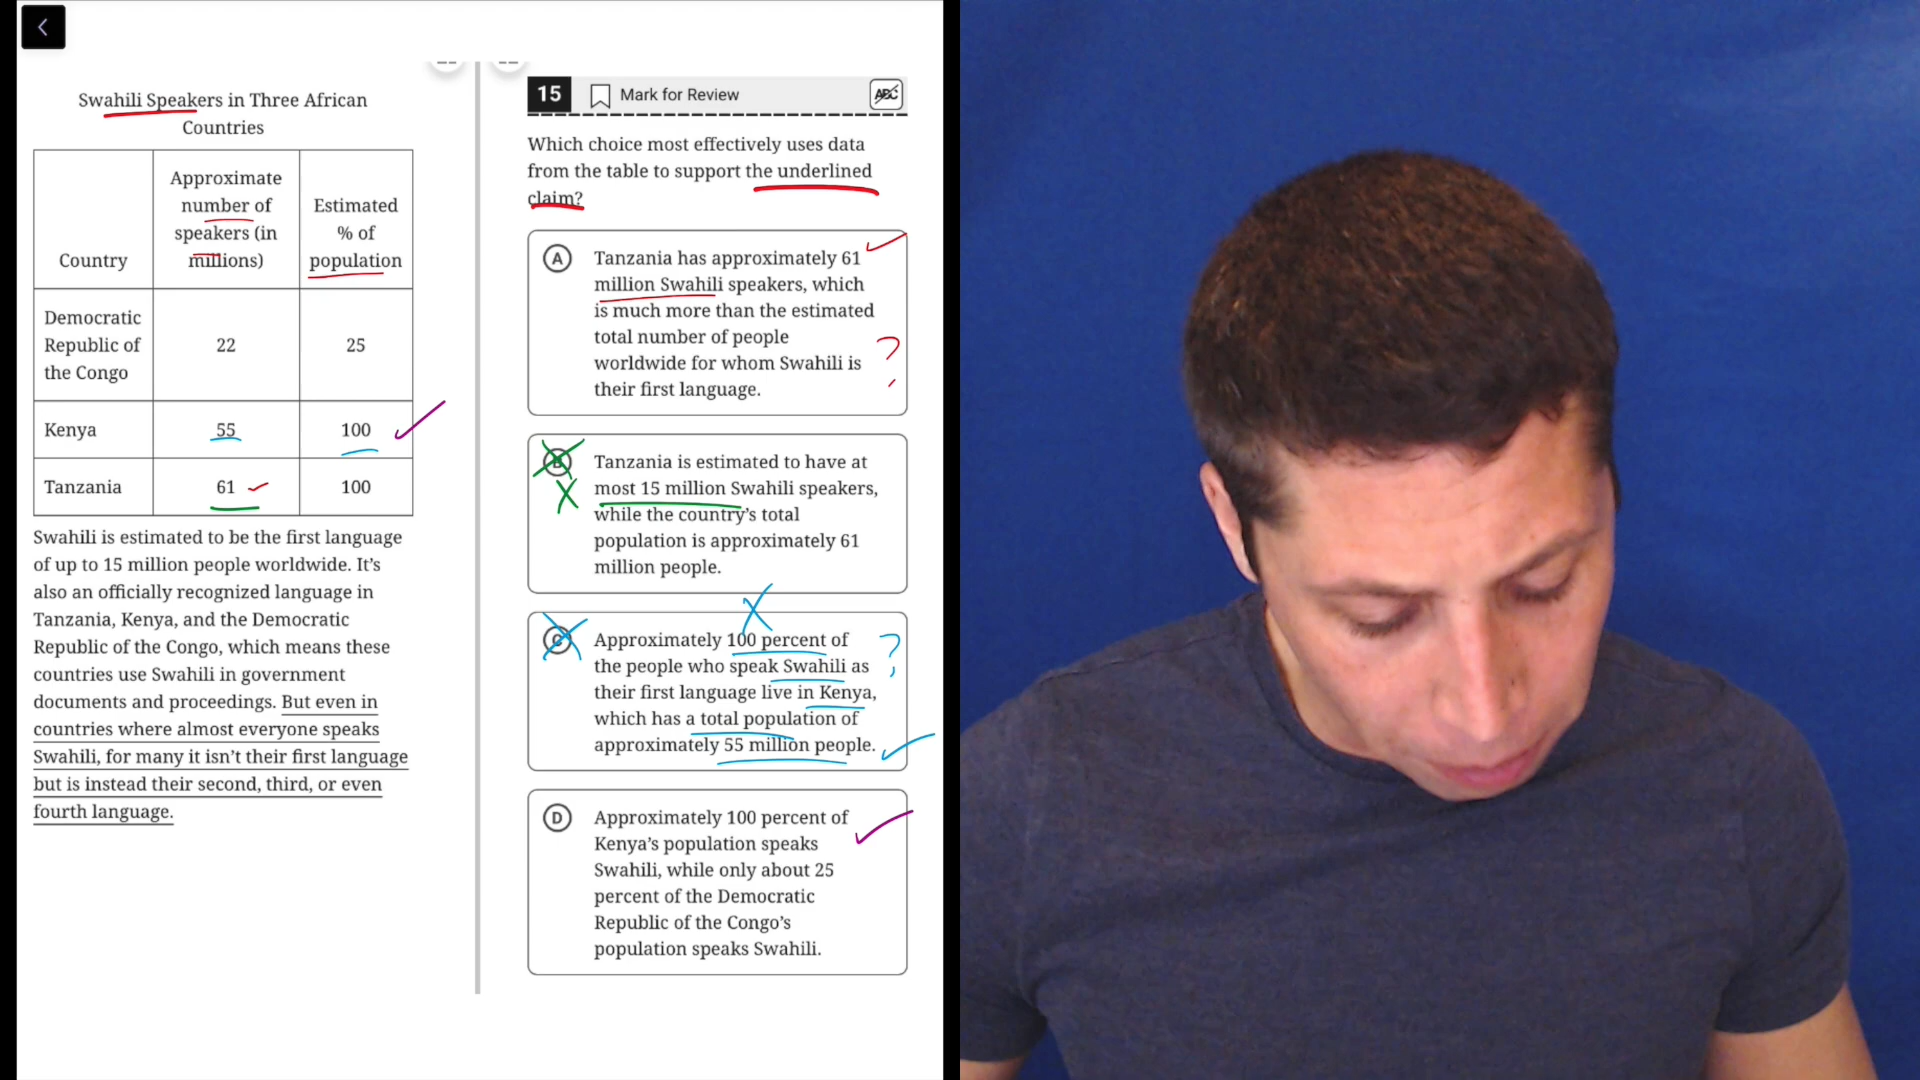 Swahili Speakers in Three African
Countries
Country
Approximate
number of
speakers (in
millions)
Estimated
% of
population
Democratic
Republic of
the Congo
22
25
Kenya
55
100
Tanzania
61
100
Swahili is estimated to be the first language
of up to 15 million people worldwide. It’s
also an officially recognized language in
Tanzania, Kenya, and the Democratic
Republic of the Congo, which means these
countries use Swahili in government
documents and proceedings. But even in
countries where almost everyone speaks
Swahili, for many it isn’t their first language
but is instead their second, third, or even
fourth language.
15
Mark for Review
ABC
Which choice most effectively uses data
from the table to support the underlined
claim?
A
Tanzania has approximately 61
million Swahili speakers, which
is much more than the estimated
total number of people
worldwide for whom Swahili is
their first language.
?
B
Tanzania is estimated to have at
most 15 million Swahili speakers,
while the country’s total
population is approximately 61
million people.
X
C
Approximately 100 percent of
the people who speak Swahili as
their first language live in Kenya,
which has a total population of
approximately 55 million people.
X
?
D
Approximately 100 percent of
Kenya’s population speaks
Swahili, while only about 25
percent of the Democratic
Republic of the Congo’s
population speaks Swahili.